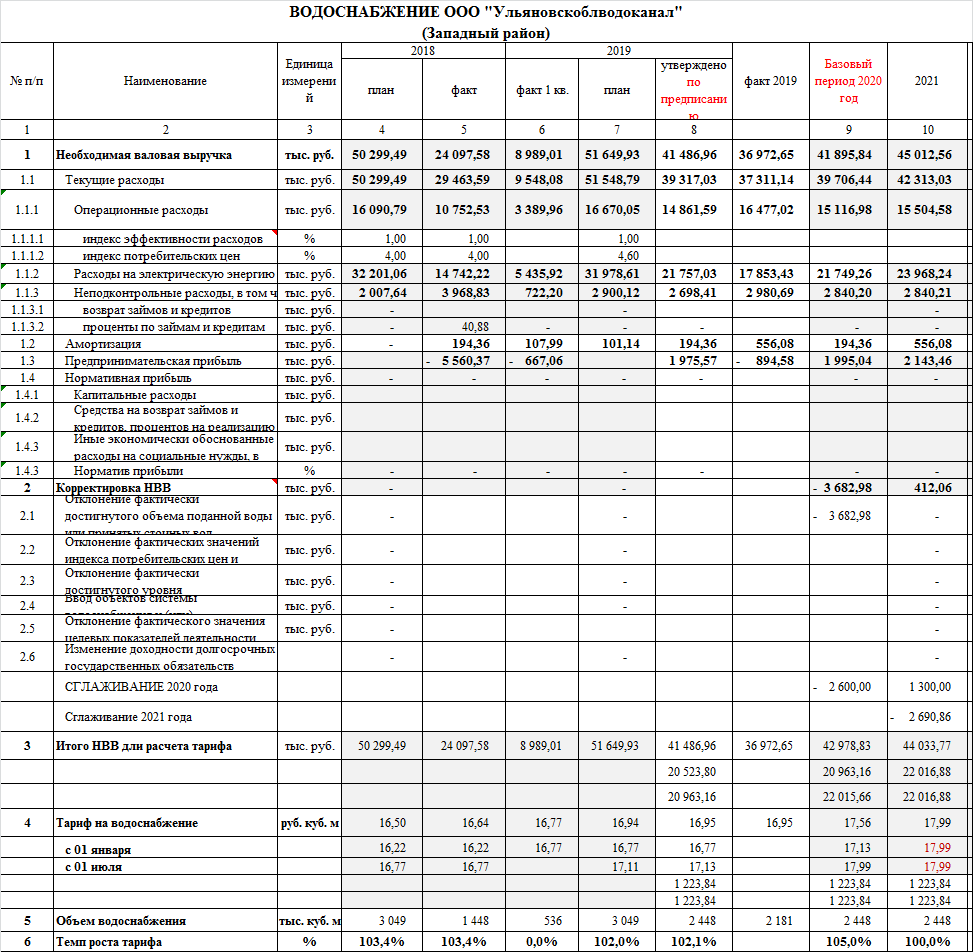 ВОДОСНАБЖЕНИЕ ООО "Ульяновскоблводоканал"
(Западный район)
№ п/п Наименование Единица измерений 2018 2019 факт 2019 Базовый период 2020 год 2021
план факт факт 1 кв. план утверждено по предписанию
1 2 3 4 5 6 7 8 9 10
1 Необходимая валовая выручка тыс. руб. 50 299,49 24 097,58 8 989,01 51 649,93 41 486,96 36 972,65 41 895,84 45 012,56
1.1 Текущие расходы тыс. руб. 50 299,49 29 463,59 9 548,08 51 548,79 39 317,03 37 311,14 39 706,44 42 313,03
1.1.1 Операционные расходы тыс. руб. 16 090,79 10 752,53 3 389,96 16 670,05 14 861,59 16 477,02 15 116,98 15 504,58
1.1.1.1 индекс эффективности расходов % 1,00 1,00 1,00
1.1.1.2 индекс потребительских цен % 4,00 4,00 4,60
1.1.2 Расходы на электрическую энергию тыс. руб. 32 201,06 14 742,22 5 435,92 31 978,61 21 757,03 17 853,43 21 749,26 23 968,24
1.1.3 Неподконтрольные расходы, в том ч тыс. руб. 2 007,64 3 968,83 722,20 2 900,12 2 698,41 2 980,69 2 840,20 2 840,21
1.1.3.1 возврат займов и кредитов тыс. руб. - - -
1.1.3.2 проценты по займам и кредитам тыс. руб. - 40,88 - - - - -
1.2 Амортизация тыс. руб. - 194,36 107,99 101,14 194,36 556,08 194,36 556,08
1.3 Предпринимательская прибыль тыс. руб. - 5 560,37 - 667,06 1 975,57 - 894,58 1 995,04 2 143,46
1.4 Нормативная прибыль тыс. руб. - - - - - - -
1.4.1 Капитальные расходы тыс. руб.
1.4.2 Средства на возврат займов и кредитов, процентов на реализацию тыс. руб.
1.4.3 Иные экономически обоснованные расходы на социальные нужды, в тыс. руб.
1.4.3 Норматив прибыли % - - - - - - -
2 Корректировка НВВ тыс. руб. - - - 3 682,98 412,06
2.1 Отклонение фактически достигнутого объема поданной воды или принятых сточных вод тыс. руб. - - - 3 682,98 -
2.2 Отклонение фактических значений индекса потребительских цен и тыс. руб. - - -
2.3 Отклонение фактически достигнутого уровня тыс. руб. - - -
2.4 Ввод объектов системы тыс. руб. - - -
2.5 Отклонение фактического значения целевых показателей деятельности тыс. руб. - -
2.6 Изменение доходности долгосрочных государственных обязательств - - -
СГЛАЖИВАНИЕ 2020 года - 2 600,00 1 300,00
Сглаживание 2021 года - 2 690,86
3 Итого НВВ для расчета тарифа тыс. руб. 50 299,49 24 097,58 8 989,01 51 649,93 41 486,96 36 972,65 42 978,83 44 033,77
20 523,80 20 963,16 22 016,88
20 963,16 22 015,66 22 016,88
4 Тариф на водоснабжение руб. куб. м 16,50 16,64 16,77 16,94 16,95 16,95 17,56 17,99
с 01 января 16,22 16,22 16,77 16,77 16,77 17,13 17,99
с 01 июля 16,77 16,77 17,11 17,13 17,99 17,99
1 223,84 1 223,84 1 223,84
1 223,84 1 223,84 1 223,84
5 Объем водоснабжения тыс. куб. м 3 049 1 448 536 3 049 2 448 2 181 2 448 2 448
6 Темп роста тарифа % 103,4% 103,4% 0,0% 102,0% 102,1% 105,0% 100,0%